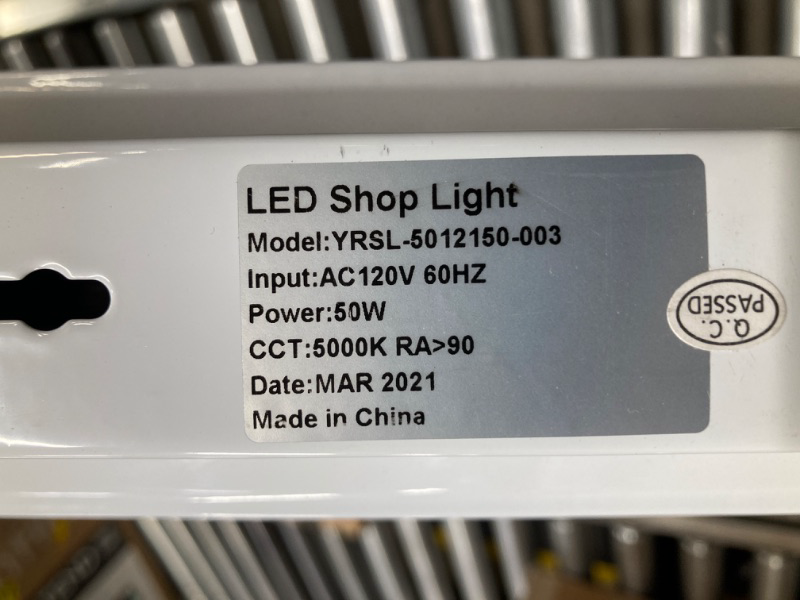 LED Shop Light
Model:YRSL-5012150-003
Input:AC120V 60HZ
Power:50W
CCT:5000K RA>90
Date:MAR 2021
Made in China
Q.C.
PASSED